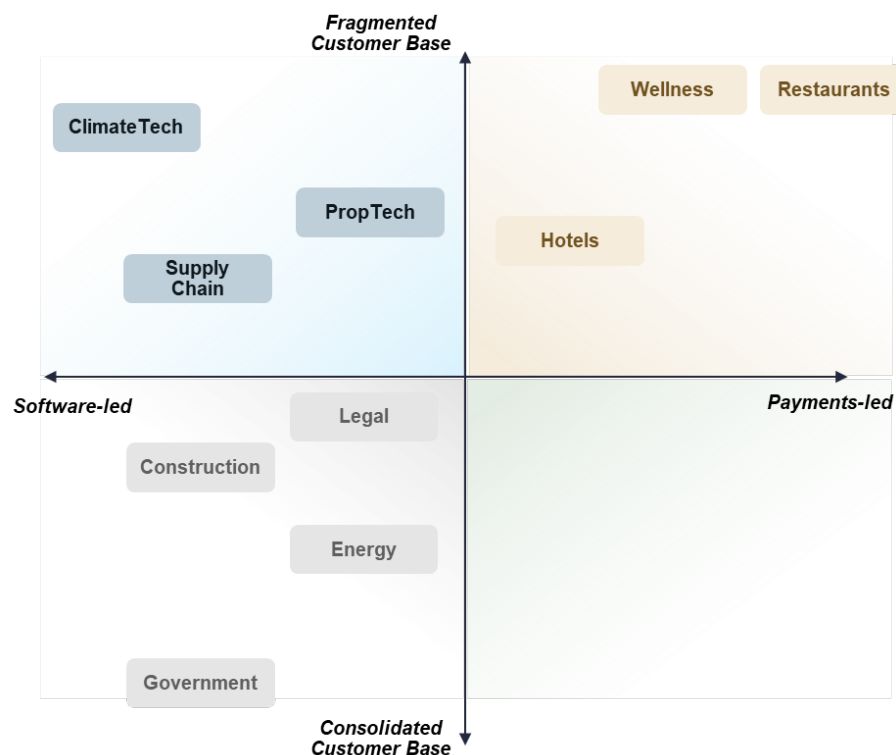 Fragmented
Customer Base
Wellness
Restaurants
ClimateTech
PropTech
Hotels
Supply
Chain
Software-led
Payments-led
Legal
Construction
Energy
Government
Consolidated
Customer Base